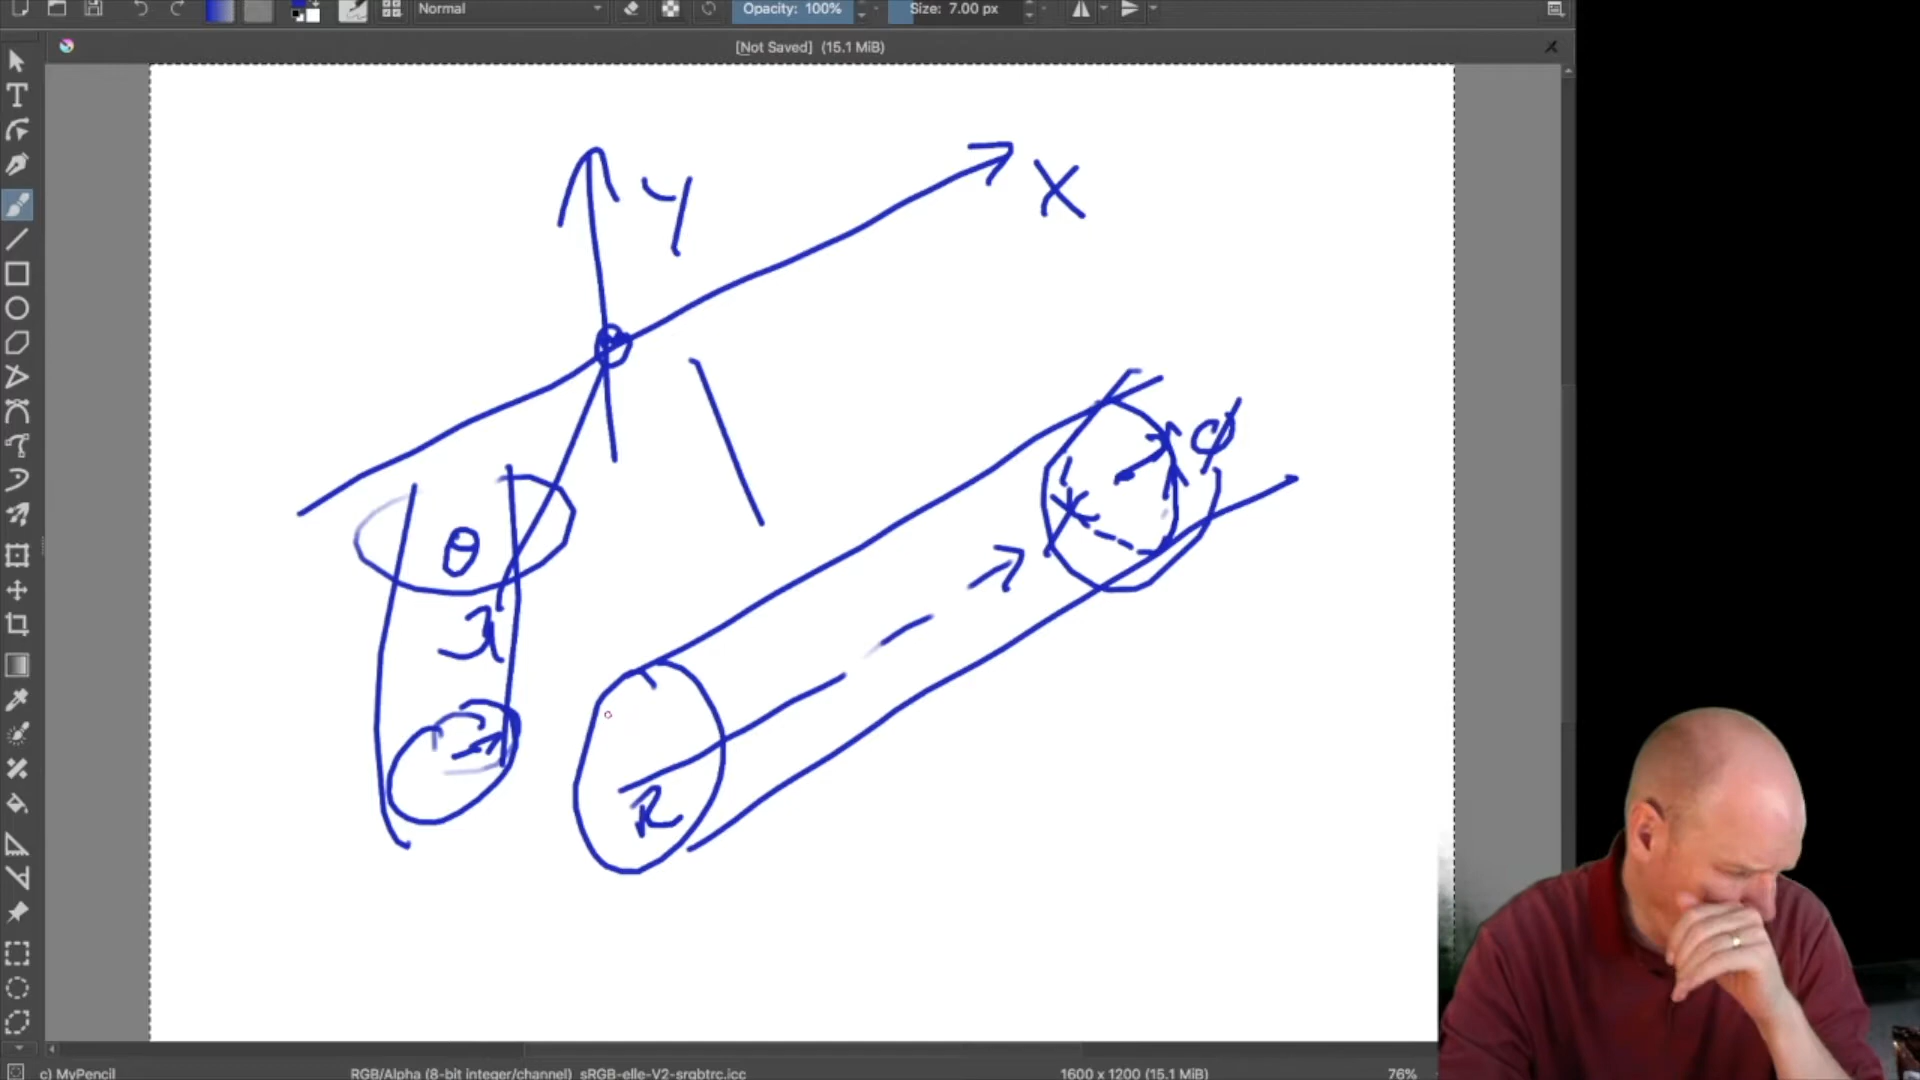 Normal
Opacity: 100%
Size: 7.00 px
[Not Saved] (15.1 MiB)
Y
X
φ
θ
R
c) MyPencil
RGB/Alpha (8-bit integer/channel) sRGB-elle-V2-srgbtrc.icc
1600 x 1200 (15.1 MiB)
76%